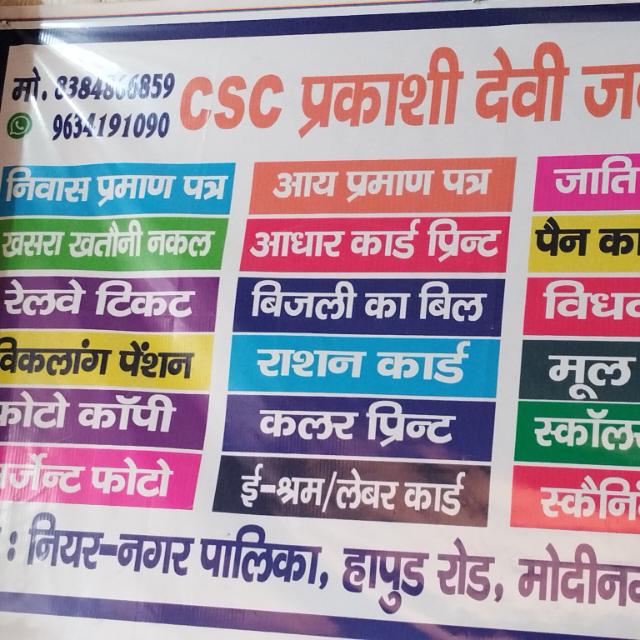 मो. 8384866859 CSC प्रकाशी देवी
9634191090
निवास प्रमाण पत्र आय प्रमाण पत्र जाति
खसरा खतौनी नकल आधार कार्ड प्रिन्ट पैन
रेलवे टिकट बिजली का बिल
विकलांग पेंशन राशन कार्ड मूल
फोटो कॉपी कलर प्रिन्ट
फोटो ई-श्रम/लेबर कार्ड
: नियर-नगर पालिका, हापुड रोड,